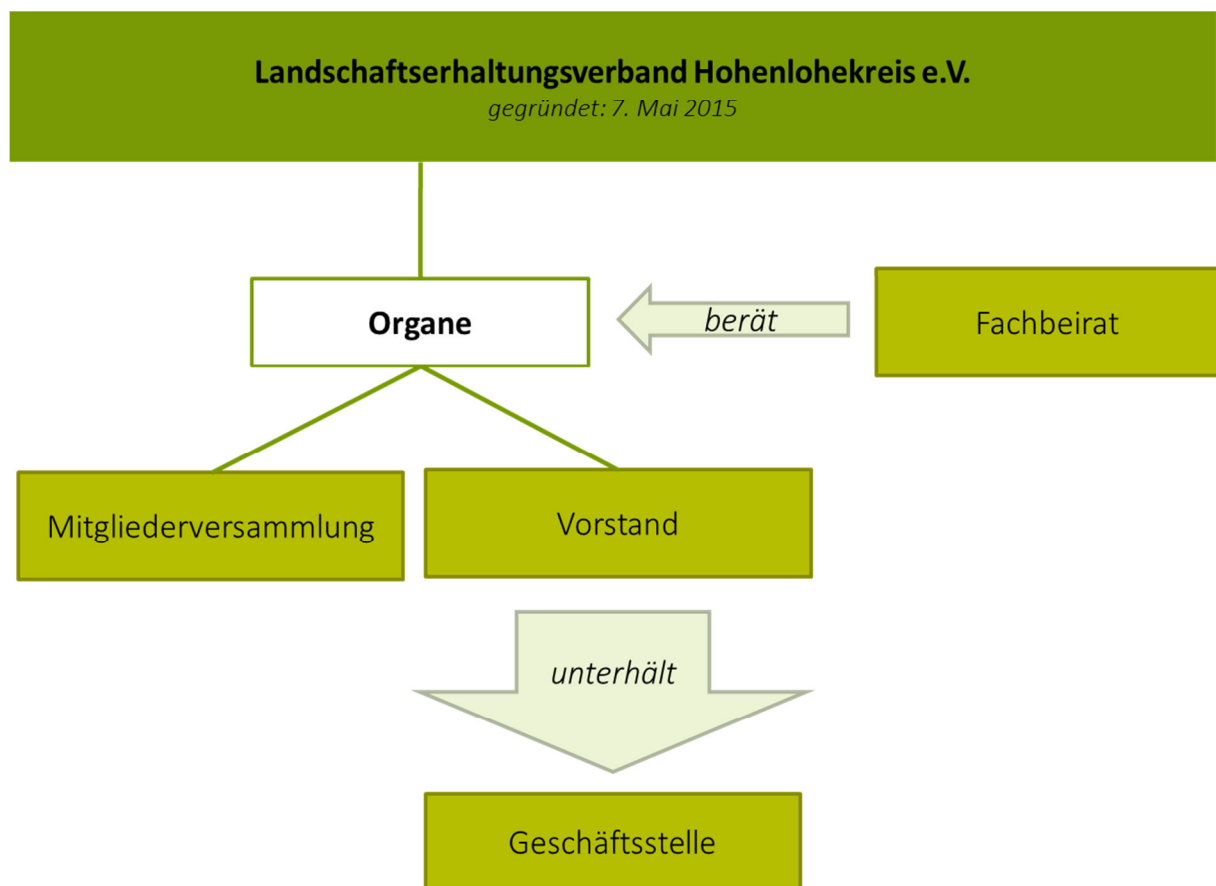 Landschaftserhaltungsverband Hohenlohekreis e.V.
gegründet: 7. Mai 2015
Organe
berät
Fachbeirat
Mitgliederversammlung
Vorstand
unterhält
Geschäftsstelle